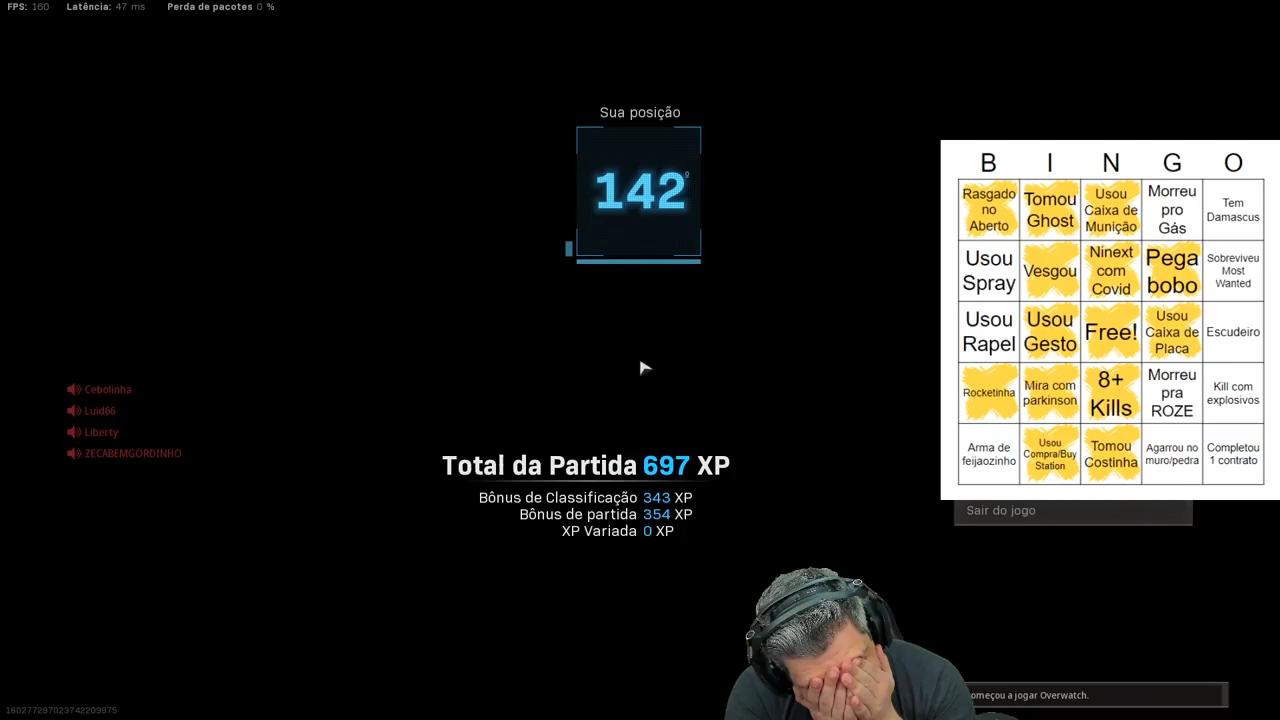 FPS: 160 Latência: 47 ms Perda de pacotes 0 %
Sua posição
142º
Cebolinha
Luid66
Liberty
ZECABEMGORDINHO
Total da Partida 697 XP
Bônus de Classificação 343 XP
Bônus de partida 354 XP
XP Variada 0 XP
B I N G O
Rasgado
no
Aberto
Tomou
Ghost
Usou
Caixa de
Munição
Morreu
pro
Gás
Tem
Damascus
Usou
Spray
Vesgou
Ninext
com
Covid
Pega
bobo
Sobreviveu
Most
Wanted
Usou
Rapel
Usou
Gesto
Free!
Usou
Caixa de
Placa
Escudeiro
Rocketinha
Mira com
parkinson
8+
Kills
Morreu
pra
ROZE
Kill com
explosivos
Arma de
feijaozinho
Usou
Compra/Buy
Station
Tomou
Costinha
Agarrou no
muro/pedra
Completou
1 contrato
Sair do jogo
omeçou a jogar Overwatch.
160277297023742209975